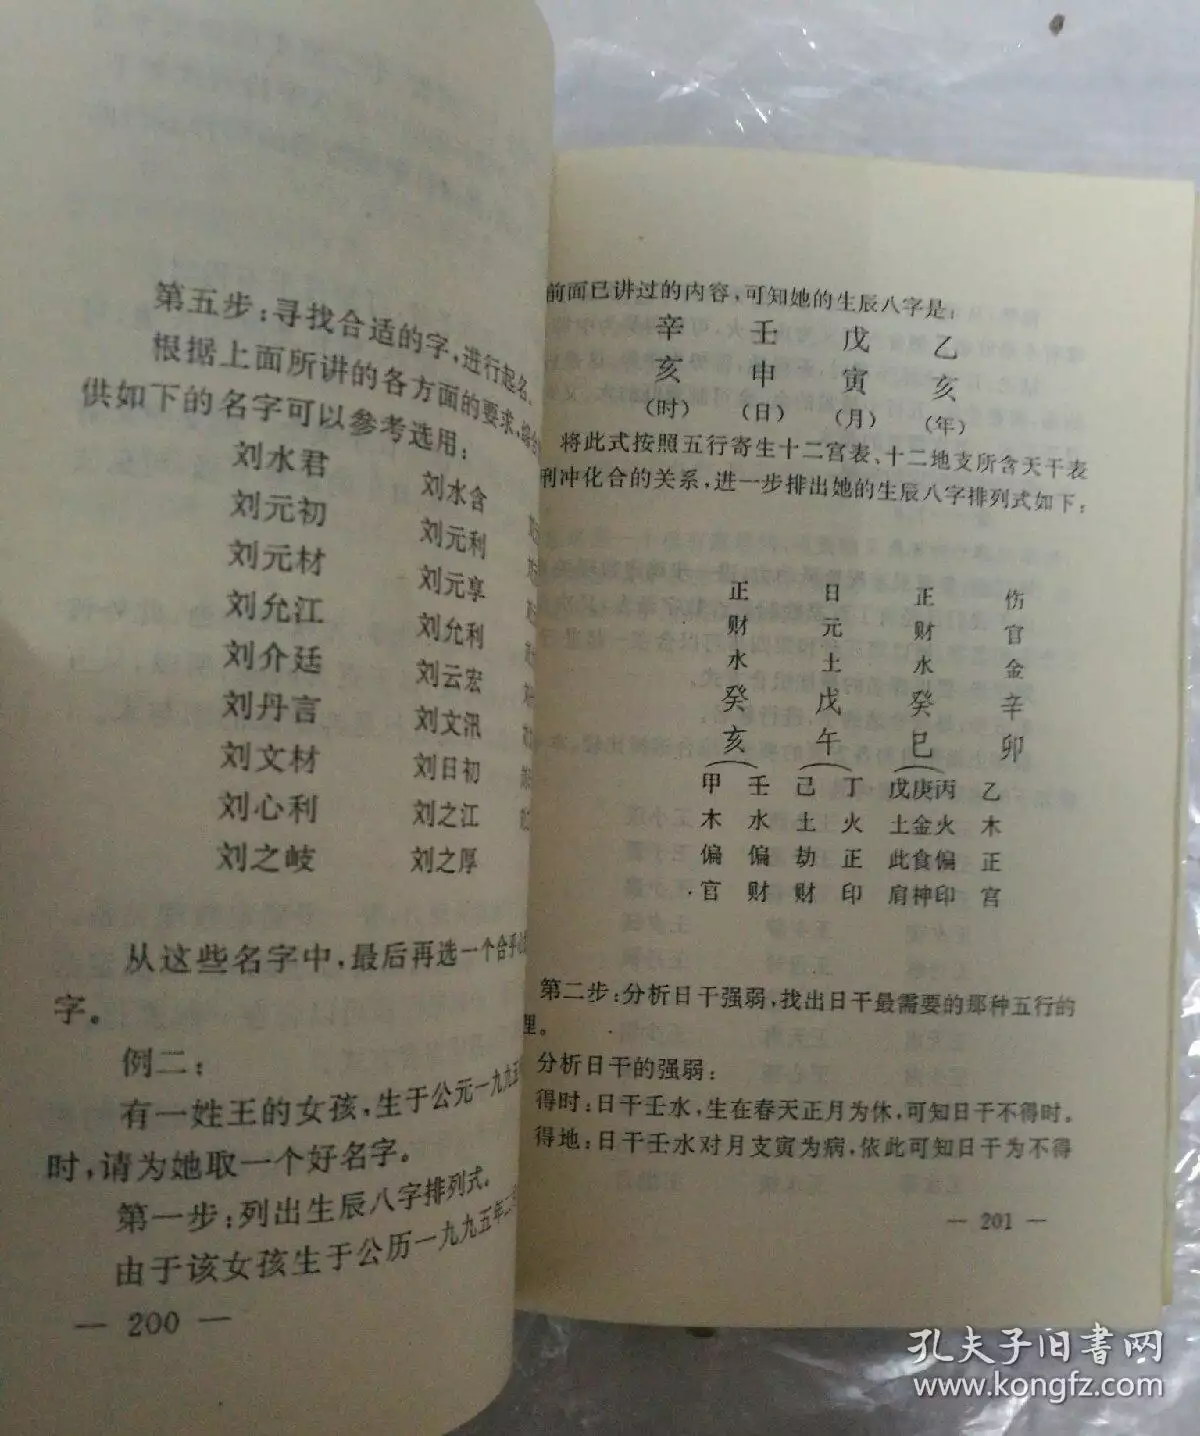 第五步:寻找合适的字,进行起名。
根据上面所讲的各方面的要求,
供如下的名字可以参考选用:
刘水君 刘水含
刘元初 刘元利
刘元材 刘元享
刘允江 刘允利
刘介廷 刘云宏
刘丹言 刘文汛
刘文材 刘日初
刘心利 刘之江
刘之岐 刘之厚
从这些名字中,最后再选一个合乎
字。
例二:
有一姓王的女孩,生于公元一九九五
时,请为她取一个好名字。
第一步:列出生辰八字排列式。
由于该女孩生于公历一九九五年二
— 200 —
前面已讲过的内容,可知她的生辰八字是:
辛 壬 戊 乙
亥 申 寅 亥
(时) (日) (月) (年)
将此式按照五行寄生十二宫表、十二地支所含天干表
刑冲化合的关系,进一步排出她的生辰八字排列式如下:
正 日 正 伤
财 元 财 官
水 土 水 金
癸 戊 癸 辛
亥 午 巳 卯
甲 壬 己 丁 戊庚丙 乙
木 水 土 火 土金火 木
偏 偏 劫 正 此食偏 正
官 财 财 印 肩神印 宫
第二步:分析日干强弱,找出日干最需要的那种五行的
理。
分析日干的强弱:
得时:日干壬水,生在春天正月为休,可知日干不得时。
得地:日干壬水对月支寅为病,依此可知日干为不得
— 201 —
孔夫子旧书网
www.kongfz.com